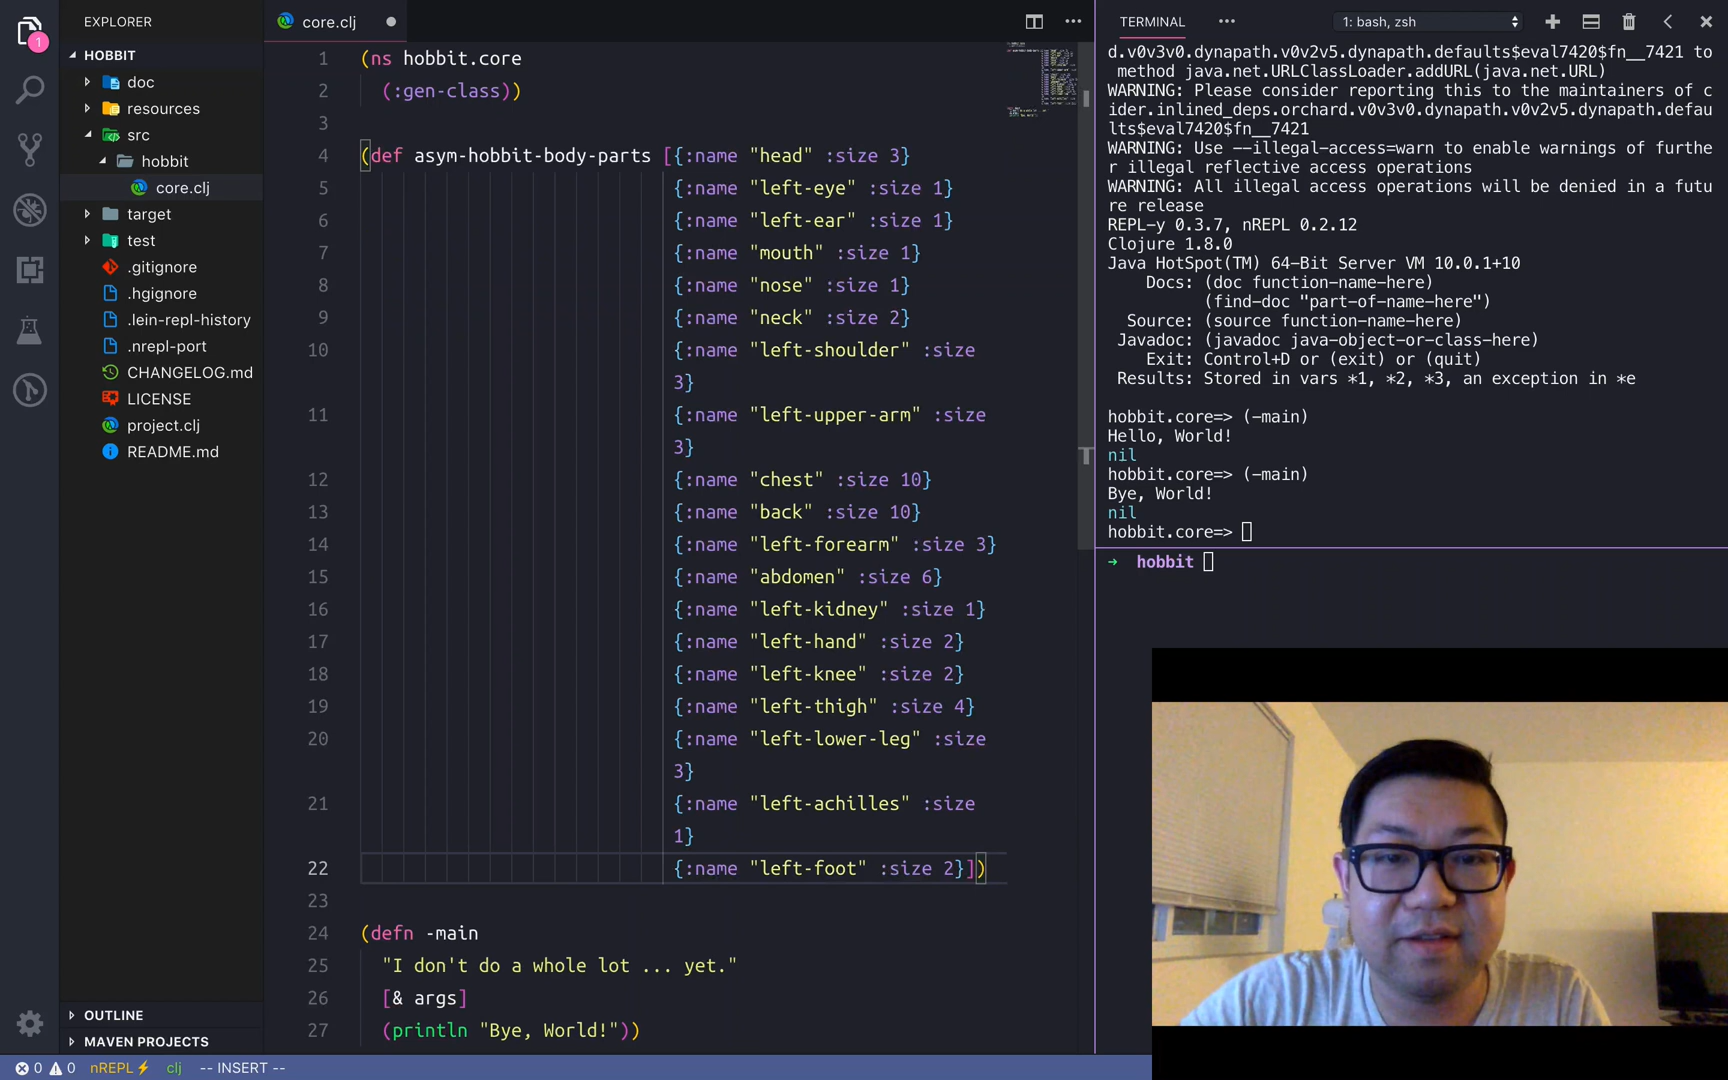 EXPLORER
HOBBIT
doc
resources
src
hobbit
core.clj
target
test
.gitignore
.hgignore
.lein-repl-history
.nrepl-port
CHANGELOG.md
LICENSE
project.clj
README.md
OUTLINE
MAVEN PROJECTS
1
core.clj
1 (ns hobbit.core
2 (:gen-class))
3
4 (def asym-hobbit-body-parts [{:name "head" :size 3}
5 {:name "left-eye" :size 1}
6 {:name "left-ear" :size 1}
7 {:name "mouth" :size 1}
8 {:name "nose" :size 1}
9 {:name "neck" :size 2}
10 {:name "left-shoulder" :size
3}
11 {:name "left-upper-arm" :size
3}
12 {:name "chest" :size 10}
13 {:name "back" :size 10}
14 {:name "left-forearm" :size 3}
15 {:name "abdomen" :size 6}
16 {:name "left-kidney" :size 1}
17 {:name "left-hand" :size 2}
18 {:name "left-knee" :size 2}
19 {:name "left-thigh" :size 4}
20 {:name "left-lower-leg" :size
3}
21 {:name "left-achilles" :size
1}
22 {:name "left-foot" :size 2}])
23
24 (defn -main
25 "I don't do a whole lot ... yet."
26 [& args]
27 (println "Bye, World!"))
TERMINAL
1: bash, zsh
d.v0v3v0.dynapath.v0v2v5.dynapath.defaults$eval7420$fn__7421 to
method java.net.URLClassLoader.addURL(java.net.URL)
WARNING: Please consider reporting this to the maintainers of c
ider.inlined_deps.orchard.v0v3v0.dynapath.v0v2v5.dynapath.defau
lts$eval7420$fn__7421
WARNING: Use --illegal-access=warn to enable warnings of furthe
r illegal reflective access operations
WARNING: All illegal access operations will be denied in a futu
re release
REPL-y 0.3.7, nREPL 0.2.12
Clojure 1.8.0
Java HotSpot(TM) 64-Bit Server VM 10.0.1+10
Docs: (doc function-name-here)
(find-doc "part-of-name-here")
Source: (source function-name-here)
Javadoc: (javadoc java-object-or-class-here)
Exit: Control+D or (exit) or (quit)
Results: Stored in vars *1, *2, *3, an exception in *e
hobbit.core=> (-main)
Hello, World!
nil
hobbit.core=> (-main)
Bye, World!
nil
hobbit.core=>
→ hobbit
0 0 nREPL⚡ clj -- INSERT --